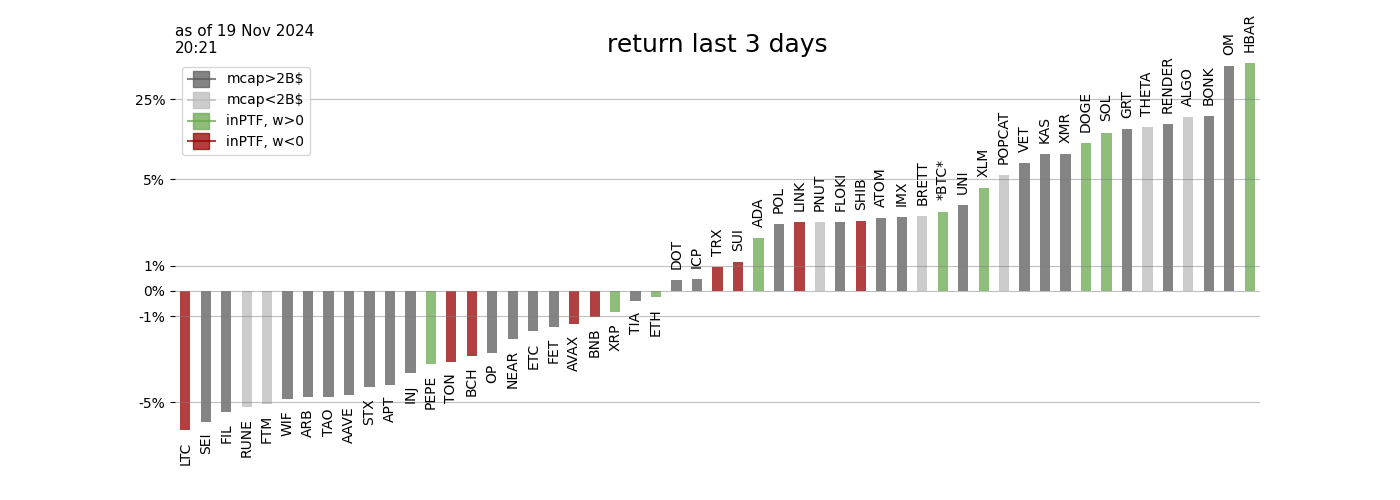 as of 19 Nov 2024
20:21
return last 3 days
mcap>2B$
mcap<2B$
inPTF, w>0
inPTF, w<0
25%
5%
1%
0%
-1%
-5%
LTC
SEI
FIL
RUNE
FTM
WIF
ARB
TAO
AAVE
STX
APT
INJ
PEPE
TON
BCH
OP
NEAR
ETC
FET
AVAX
BNB
XRP
TIA
ETH
DOT
ICP
TRX
SUI
ADA
POL
LINK
PNUT
FLOKI
SHIB
ATOM
IMX
BRETT
*BTC*
UNI
XLM
POPCAT
VET
KAS
XMR
DOGE
SOL
GRT
THETA
RENDER
ALGO
BONK
OM
HBAR